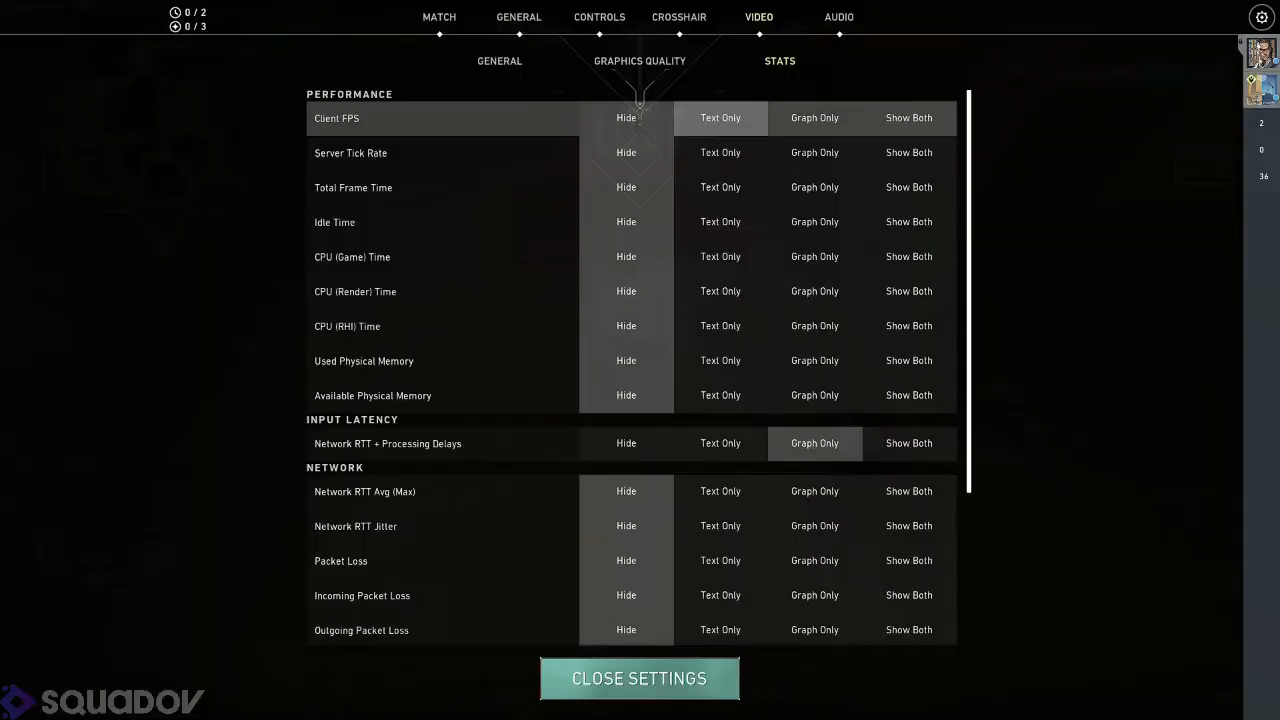 0 / 2
0 / 3
MATCH GENERAL CONTROLS CROSSHAIR VIDEO AUDIO
GENERAL GRAPHICS QUALITY STATS
PERFORMANCE
Client FPS Hide Text Only Graph Only Show Both
Server Tick Rate Hide Text Only Graph Only Show Both
Total Frame Time Hide Text Only Graph Only Show Both
Idle Time Hide Text Only Graph Only Show Both
CPU (Game) Time Hide Text Only Graph Only Show Both
CPU (Render) Time Hide Text Only Graph Only Show Both
CPU (RHI) Time Hide Text Only Graph Only Show Both
Used Physical Memory Hide Text Only Graph Only Show Both
Available Physical Memory Hide Text Only Graph Only Show Both
INPUT LATENCY
Network RTT + Processing Delays Hide Text Only Graph Only Show Both
NETWORK
Network RTT Avg (Max) Hide Text Only Graph Only Show Both
Network RTT Jitter Hide Text Only Graph Only Show Both
Packet Loss Hide Text Only Graph Only Show Both
Incoming Packet Loss Hide Text Only Graph Only Show Both
Outgoing Packet Loss Hide Text Only Graph Only Show Both
CLOSE SETTINGS
2
0
36
SQUADOV